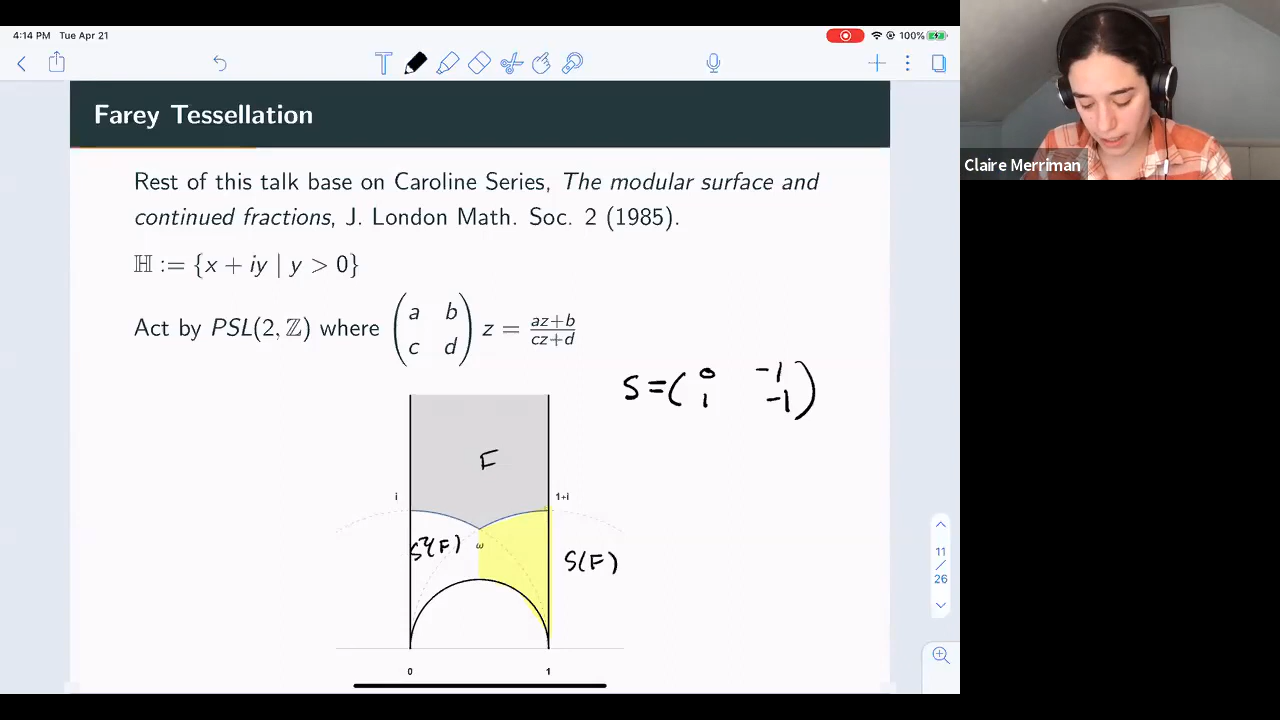 4:14 PM Tue Apr 21
100%
Claire Merriman
Farey Tessellation
Rest of this talk base on Caroline Series, The modular surface and
continued fractions, J. London Math. Soc. 2 (1985).
ℍ := {x + iy | y > 0}
Act by PSL(2, ℤ) where (a b; c d) z = az+b/cz+d
S = (0 -1; 1 -1)
F
i 1+i
S²(F) ω S(F)
0 1
11
/
26